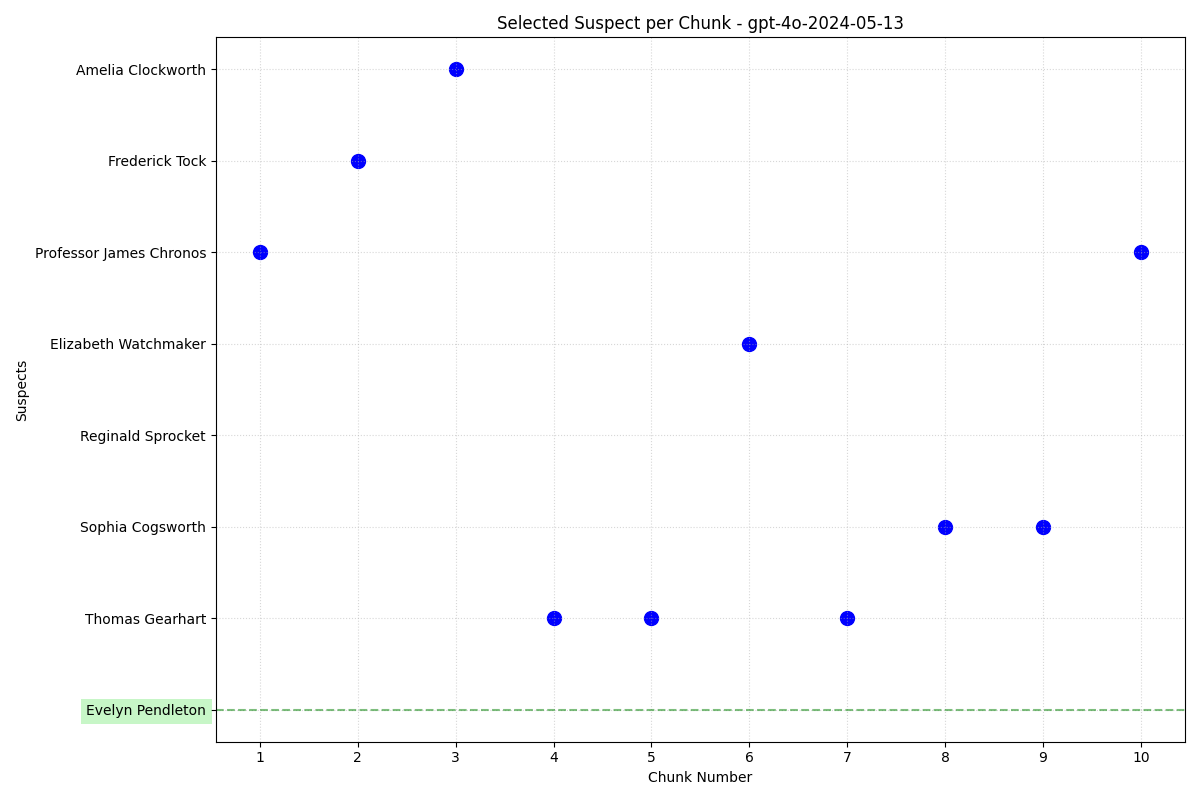 Selected Suspect per Chunk - gpt-4o-2024-05-13
Amelia Clockworth
Frederick Tock
Professor James Chronos
Elizabeth Watchmaker
Reginald Sprocket
Sophia Cogsworth
Thomas Gearhart
Evelyn Pendleton
Suspects
1 2 3 4 5 6 7 8 9 10
Chunk Number